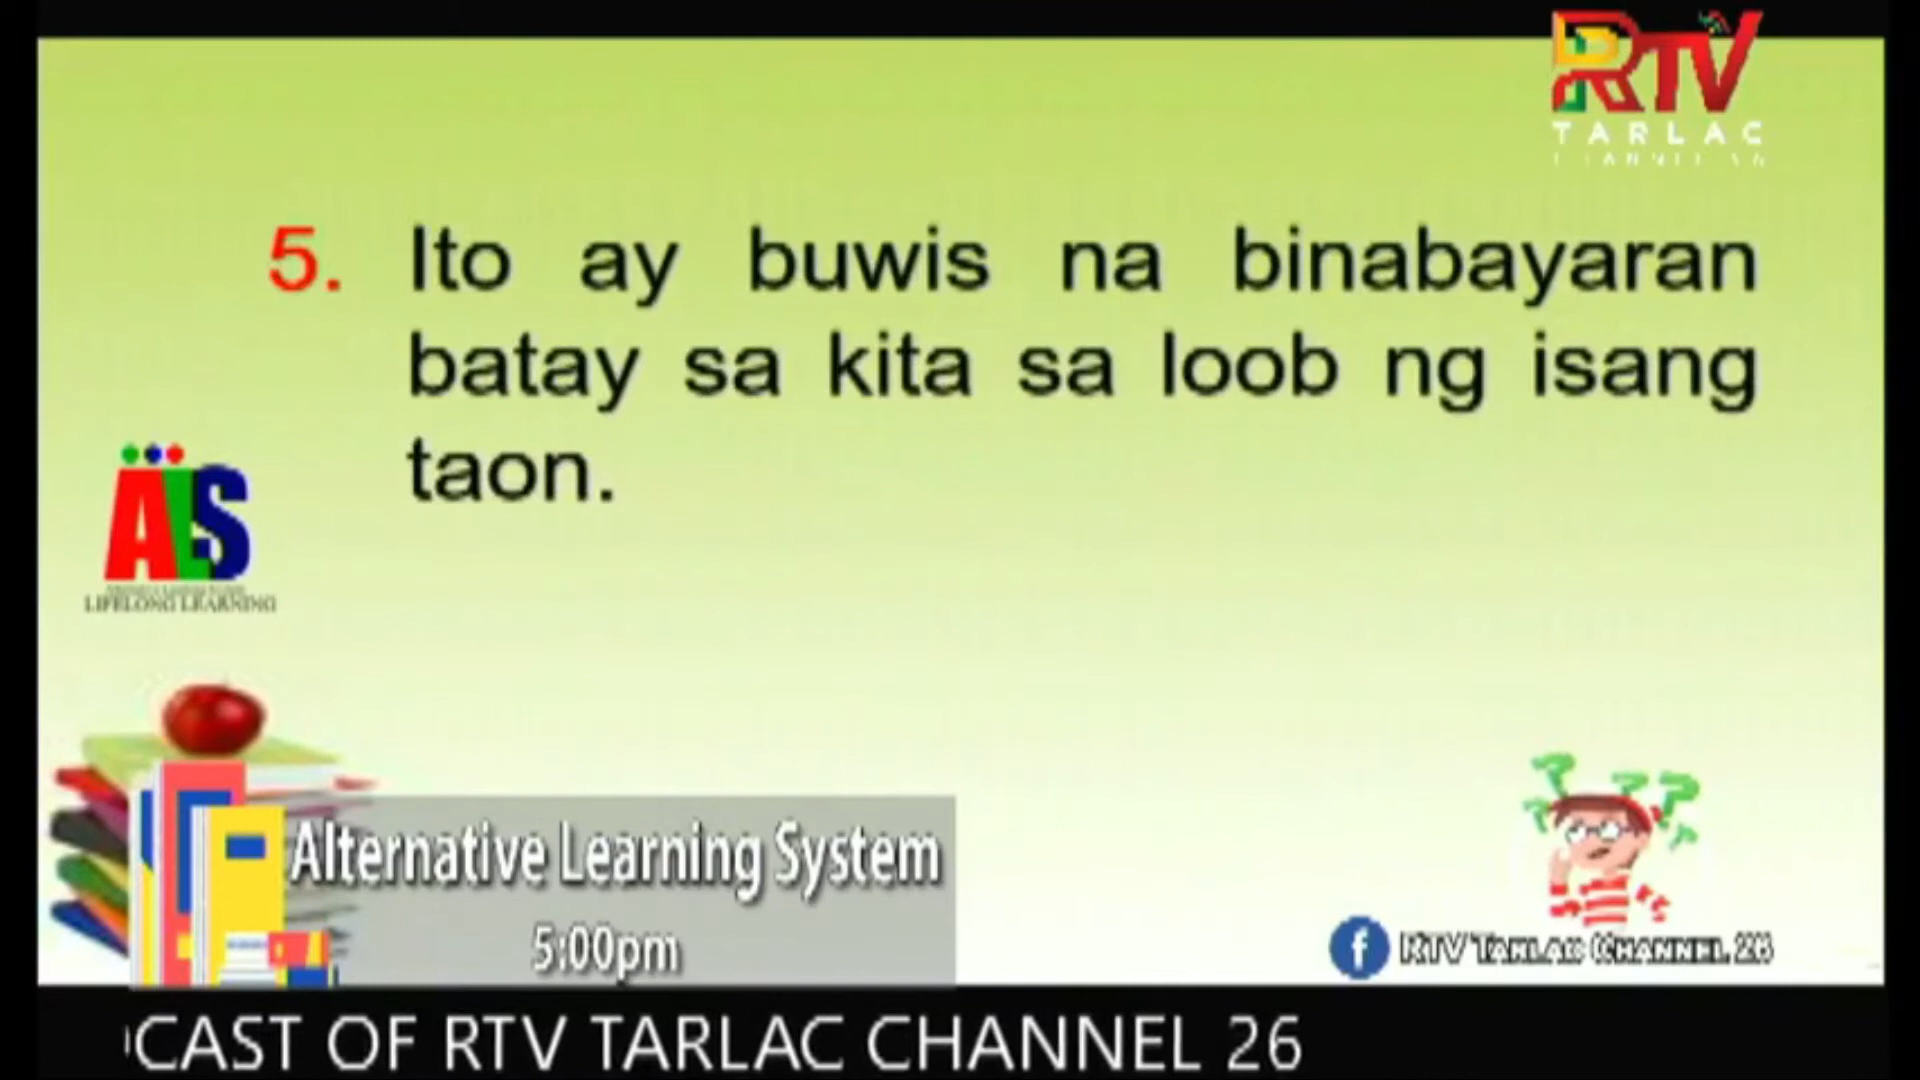 RTV
TARLAC
5. Ito ay buwis na binabayaran
batay sa kita sa loob ng isang
taon.
ALS
LIFELONG LEARNING
Alternative Learning System
5:00pm
f RTV TARLAC CHANNEL 26
CAST OF RTV TARLAC CHANNEL 26